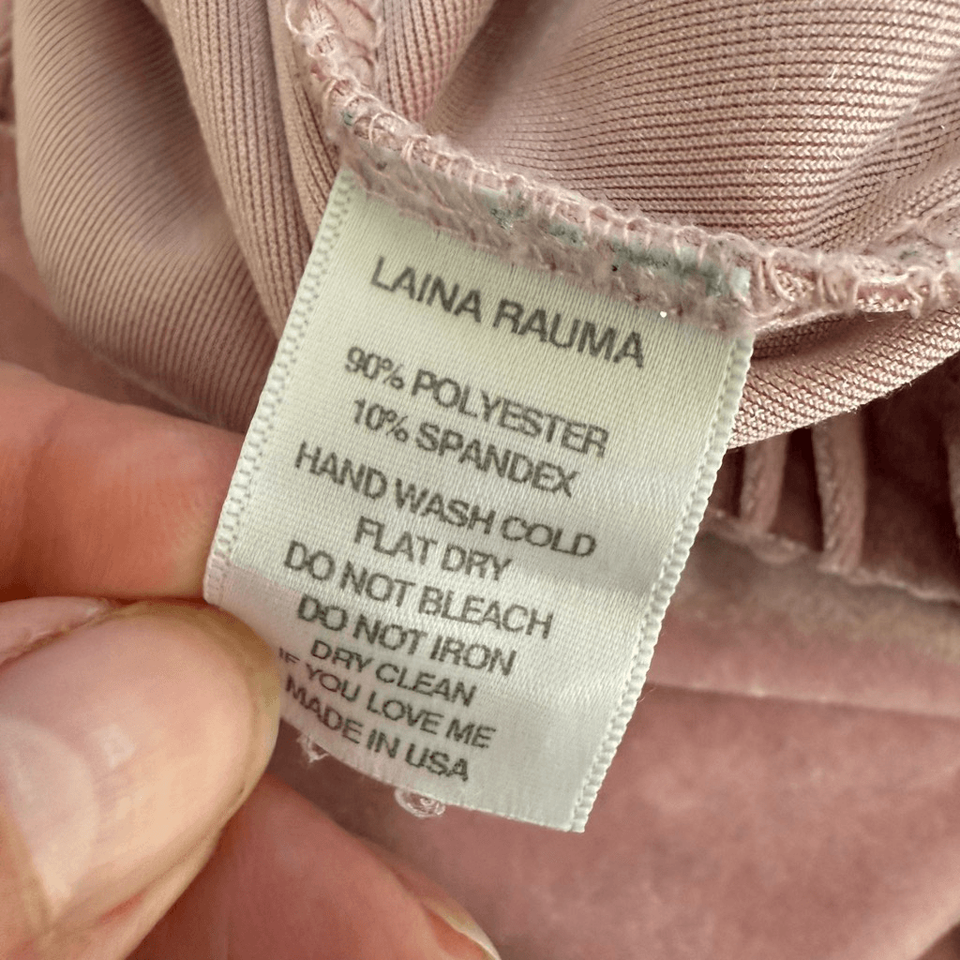 LAINA RAUMA
90% POLYESTER
10% SPANDEX
HAND WASH COLD
FLAT DRY
DO NOT BLEACH
DO NOT IRON
DRY CLEAN
IF YOU LOVE ME
MADE IN USA